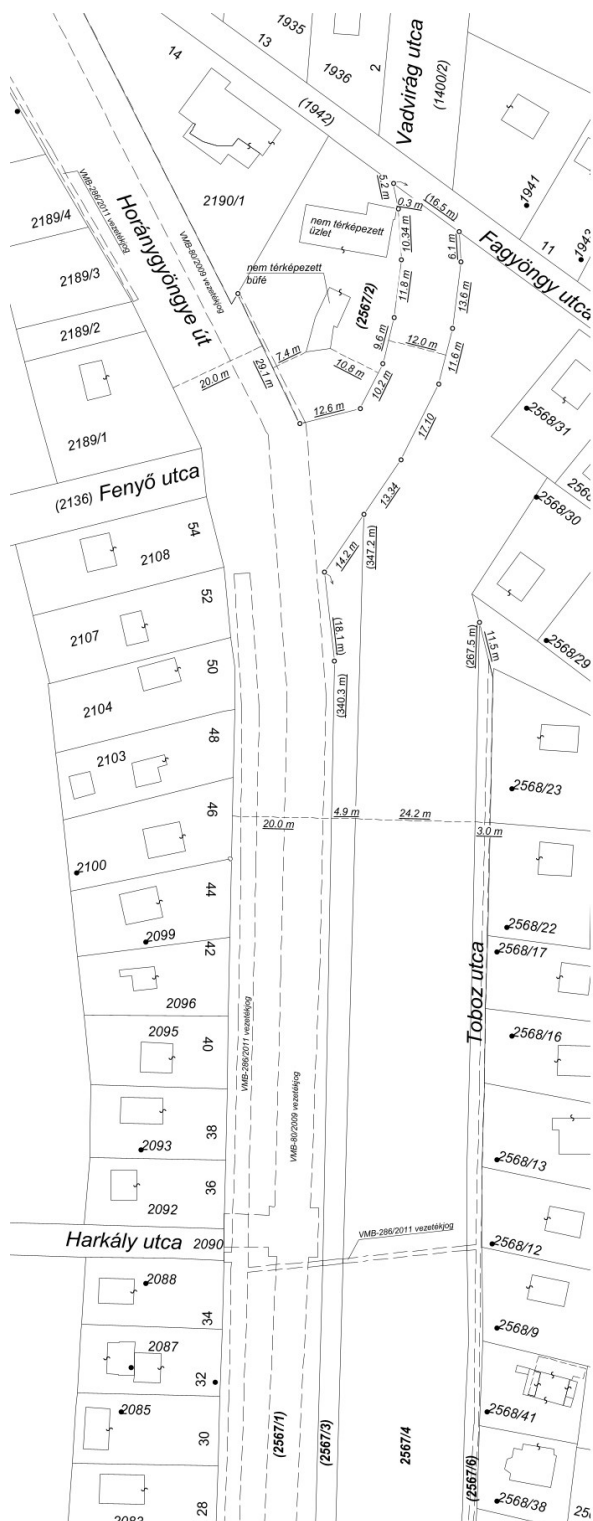 1935
13
14
1936
2
Vadvirág utca
(1400/2)
(1942)
5.2 m
0.3 m
(16.5 m)
1941
2190/1
2189/4
VMB-286/2011 vezetékjog
Horánygyöngye út
VMB-80/2009 vezetékjog
nem térképezett
üzlet
10.34 m
6.1 m
Fagyöngy utca
11
2189/3
nem térképezett
büfé
(2567/2)
11.8 m
13.6 m
2189/2
29.1 m
7.4 m
9.6 m
12.0 m
11.6 m
20.0 m
10.8 m
10.2 m
12.6 m
17.10
2568/31
2189/1
(2136) Fenyő utca
13.34
2568/30
54
2108
14.2 m
(347.2 m)
52
2107
(18.1 m)
(267.5 m)
11.5 m
2568/29
50
2104
(340.3 m)
48
2103
2568/23
46
20.0 m
4.9 m
24.2 m
3.0 m
2100
44
2099
2568/22
42
2568/17
Toboz utca
2096
2095
40
2568/16
VMB-286/2011 vezetékjog
VMB-80/2009 vezetékjog
38
2093
2568/13
36
2092
Harkály utca
2090
VMB-286/2011 vezetékjog
2568/12
2088
34
2568/9
2087
32
2085
2568/41
30
(2567/1)
(2567/3)
2567/4
(2567/6)
28
2568/38